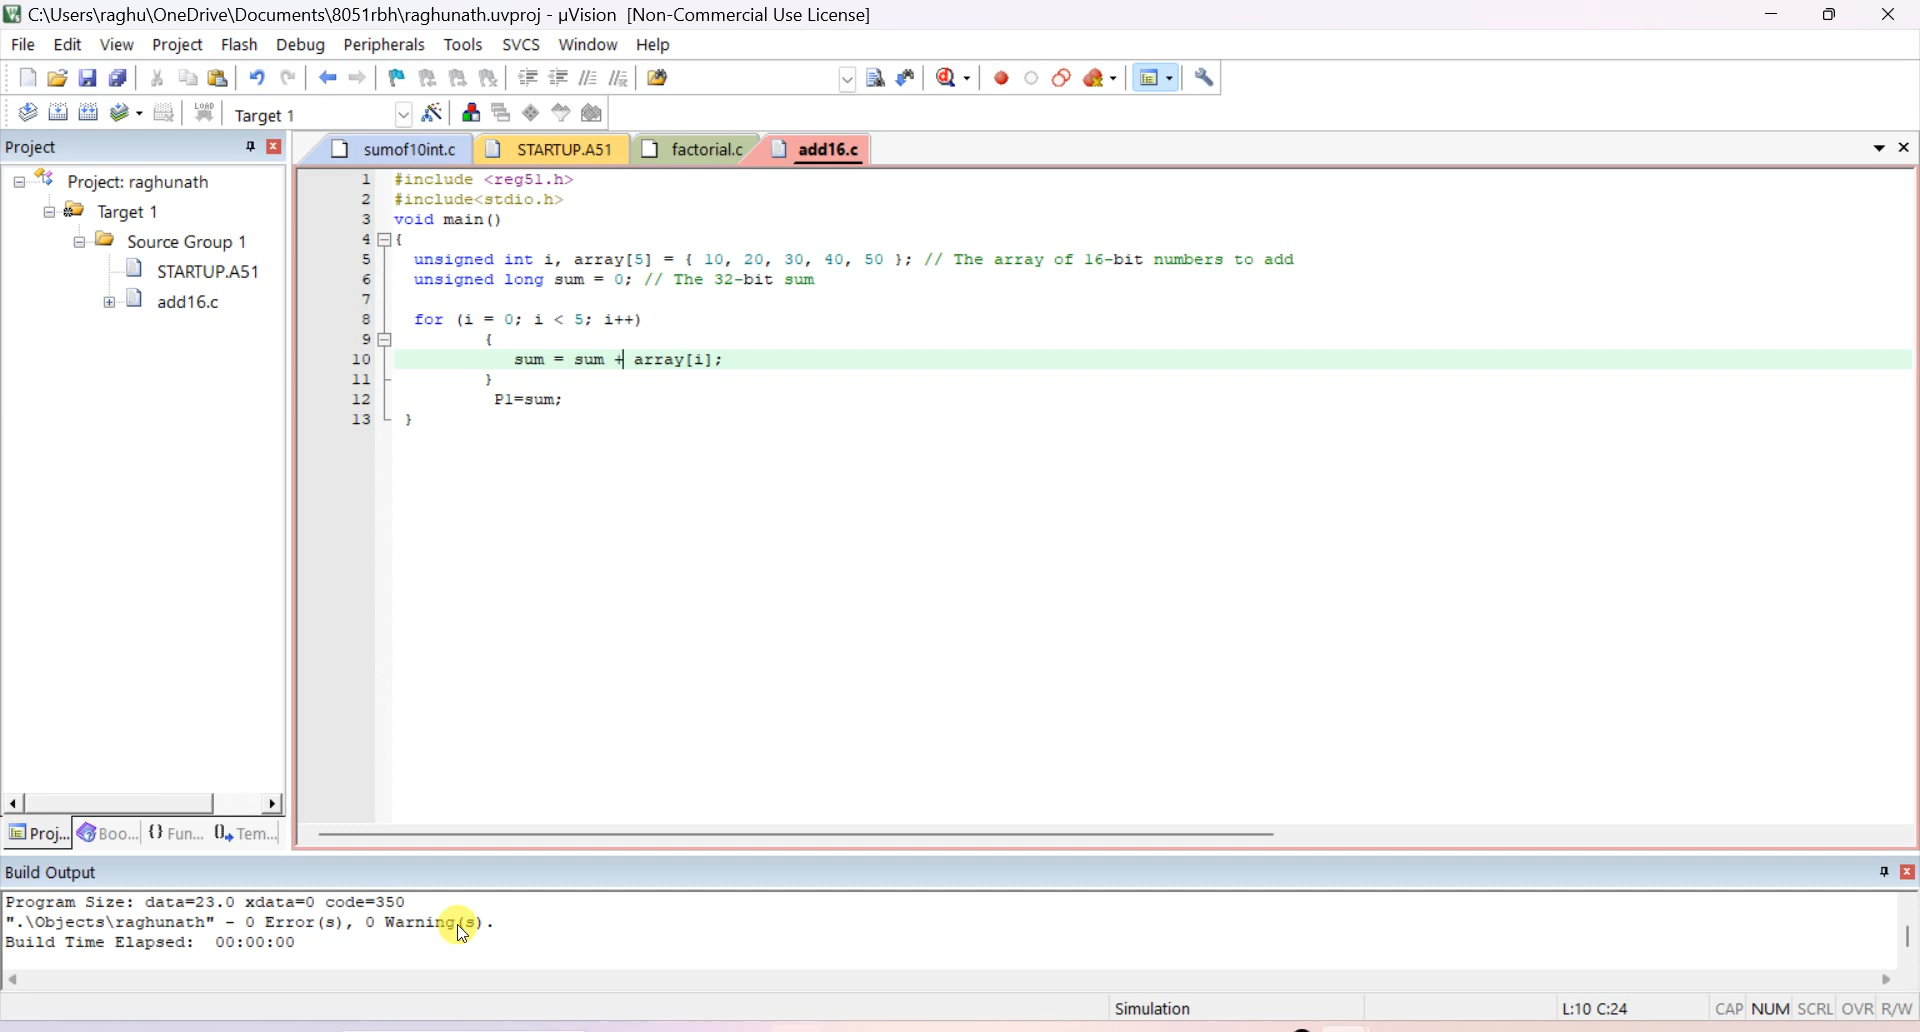 C:\Users\raghu\OneDrive\Documents\8051rbh\raghunath.uvproj - µVision [Non-Commercial Use License]
File Edit View Project Flash Debug Peripherals Tools SVCS Window Help
LOAD Target 1
Project
sumof10int.c STARTUP.A51 factorial.c add16.c
Project: raghunath
Target 1
Source Group 1
STARTUP.A51
add16.c
1 #include <reg51.h>
2 #include<stdio.h>
3 void main()
4 {
5 unsigned int i, array[5] = { 10, 20, 30, 40, 50 }; // The array of 16-bit numbers to add
6 unsigned long sum = 0; // The 32-bit sum
7
8 for (i = 0; i < 5; i++)
9 {
10 sum = sum + array[i];
11 }
12 P1=sum;
13 }
Proj... Boo... {} Fun... 0 Tem...
Build Output
Program Size: data=23.0 xdata=0 code=350
".\Objects\raghunath" - 0 Error(s), 0 Warning(s).
Build Time Elapsed: 00:00:00
Simulation L:10 C:24 CAP NUM SCRL OVR R/W